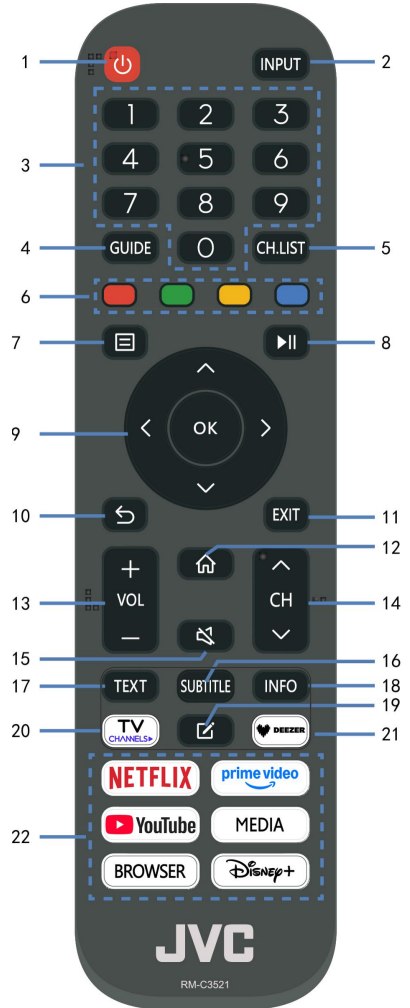 1
INPUT
2
1 2 3
3
4 5 6
7 8 9
4
GUIDE
0
CH.LIST
5
6
7
8
9
OK
10
EXIT
11
12
13
+
VOL
−
CH
14
15
16
17
TEXT
SUBTITLE
INFO
18
19
20
TV
CHANNELS
DEEZER
21
NETFLIX
prime video
22
YouTube
MEDIA
BROWSER
Disney+
JVC
RM-C3521